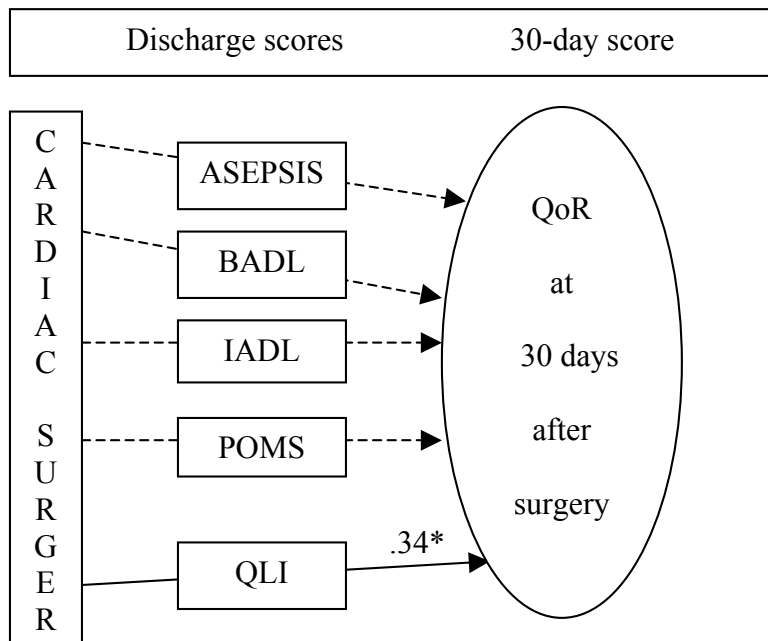 Discharge scores 30-day score
C
A
R
D
I
A
C
S
U
R
G
E
R
ASEPSIS
BADL
IADL
POMS
QLI
.34*
QoR
at
30 days
after
surgery